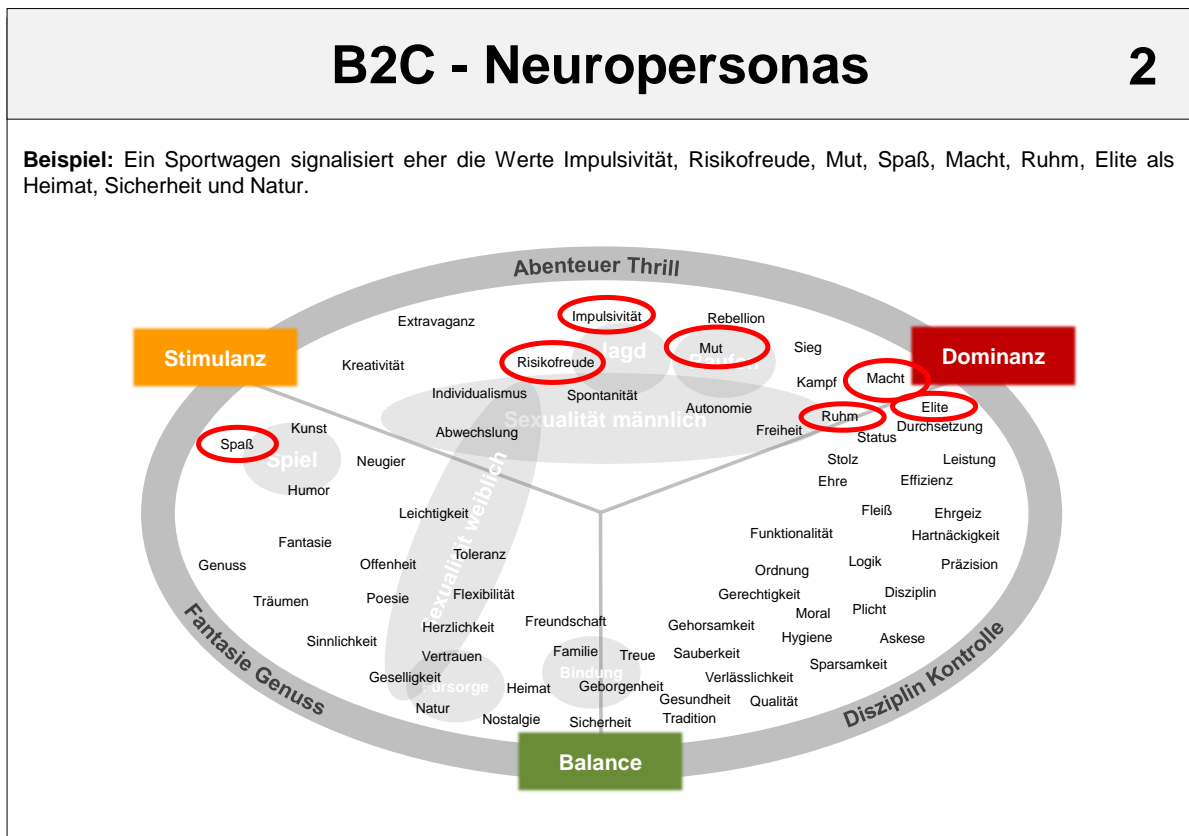 B2C - Neuropersonas
2
Beispiel: Ein Sportwagen signalisiert eher die Werte Impulsivität, Risikofreude, Mut, Spaß, Macht, Ruhm, Elite als
Heimat, Sicherheit und Natur.
Abenteuer Thrill
Stimulanz
Dominanz
Extravaganz
Impulsivität
Rebellion
Kreativität
Risikofreude
Jagd
Mut
Raufen
Sieg
Individualismus
Spontanität
Kampf
Macht
Sexualität männlich
Autonomie
Ruhm
Elite
Abwechslung
Freiheit
Status
Durchsetzung
Spaß
Kunst
Spiel
Neugier
Humor
Stolz
Leistung
Ehre
Effizienz
Leichtigkeit
Sexualität weiblich
Fleiß
Ehrgeiz
Fantasie
Funktionalität
Hartnäckigkeit
Genuss
Offenheit
Toleranz
Logik
Präzision
Ordnung
Träumen
Poesie
Flexibilität
Gerechtigkeit
Disziplin
Moral
Plicht
Sinnlichkeit
Herzlichkeit
Freundschaft
Gehorsamkeit
Hygiene
Askese
Vertrauen
Familie
Treue
Sauberkeit
Sparsamkeit
Geselligkeit
Fürsorge
Heimat
Bindung
Geborgenheit
Verlässlichkeit
Gesundheit
Qualität
Natur
Nostalgie
Sicherheit
Tradition
Fantasie Genuss
Disziplin Kontrolle
Balance